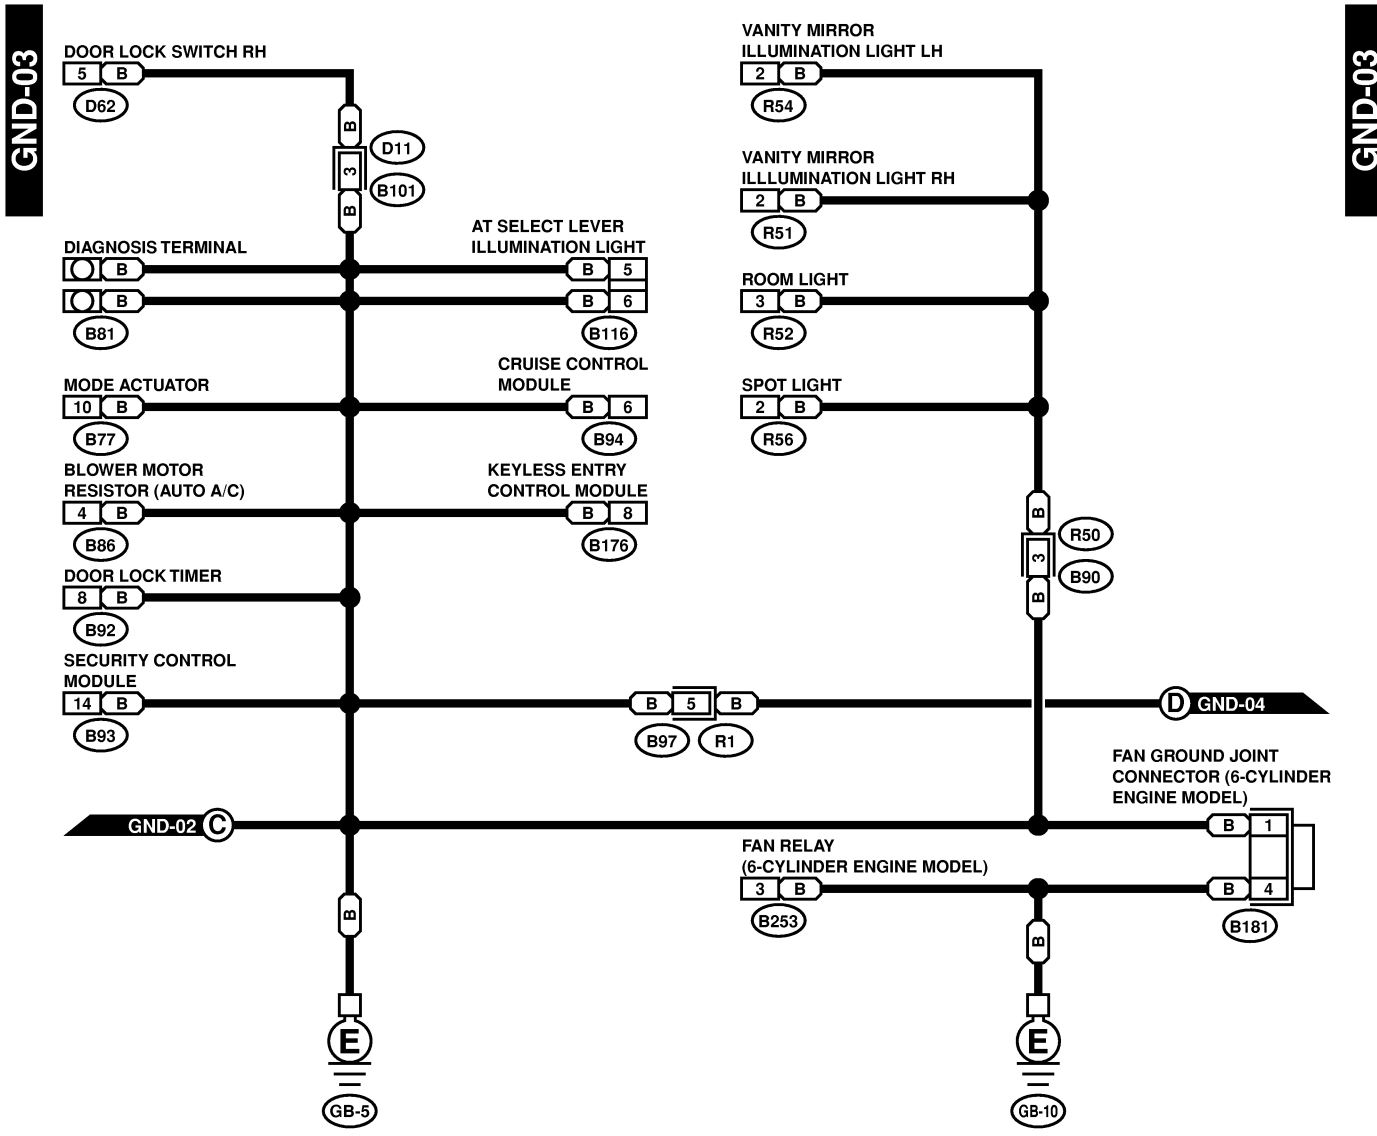 GND-03
GND-03
DOOR LOCK SWITCH RH
5 B
D62
B
D11
3
B101
B
DIAGNOSIS TERMINAL
B
B
B81
AT SELECT LEVER
ILLUMINATION LIGHT
B 5
B 6
B116
MODE ACTUATOR
10 B
B77
CRUISE CONTROL
MODULE
B 6
B94
BLOWER MOTOR
RESISTOR (AUTO A/C)
4 B
B86
KEYLESS ENTRY
CONTROL MODULE
B 8
B176
DOOR LOCK TIMER
8 B
B92
SECURITY CONTROL
MODULE
14 B
B93
B 5 B
B97 R1
D GND-04
GND-02 C
B
E
GB-5
VANITY MIRROR
ILLUMINATION LIGHT LH
2 B
R54
VANITY MIRROR
ILLLUMINATION LIGHT RH
2 B
R51
ROOM LIGHT
3 B
R52
SPOT LIGHT
2 B
R56
B
R50
3
B90
B
FAN GROUND JOINT
CONNECTOR (6-CYLINDER
ENGINE MODEL)
B 1
B 4
B181
FAN RELAY
(6-CYLINDER ENGINE MODEL)
3 B
B253
B
E
GB-10